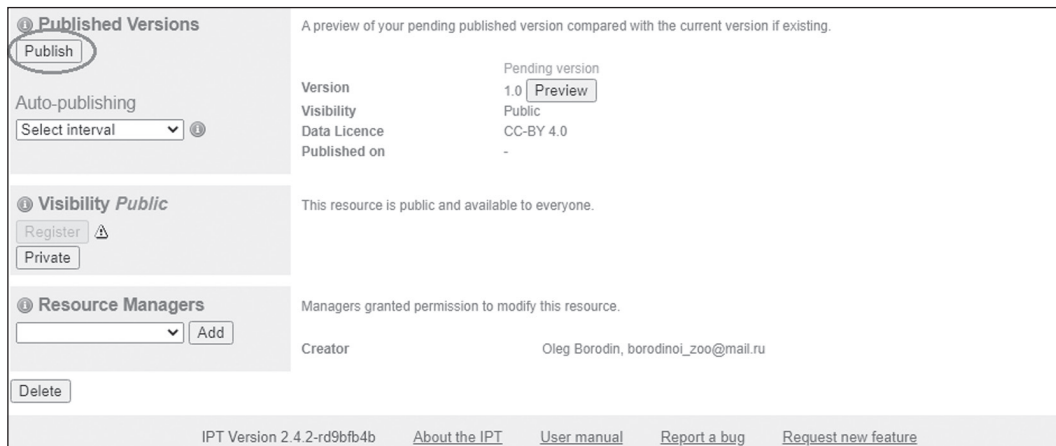 Published Versions
Publish
Auto-publishing
Select interval
A preview of your pending published version compared with the current version if existing.
Pending version
Version 1.0 Preview
Visibility Public
Data Licence CC-BY 4.0
Published on -
Visibility Public
Register
Private
This resource is public and available to everyone.
Resource Managers
Add
Managers granted permission to modify this resource.
Creator Oleg Borodin, borodinoi_zoo@mail.ru
Delete
IPT Version 2.4.2-rd9bfb4b About the IPT User manual Report a bug Request new feature